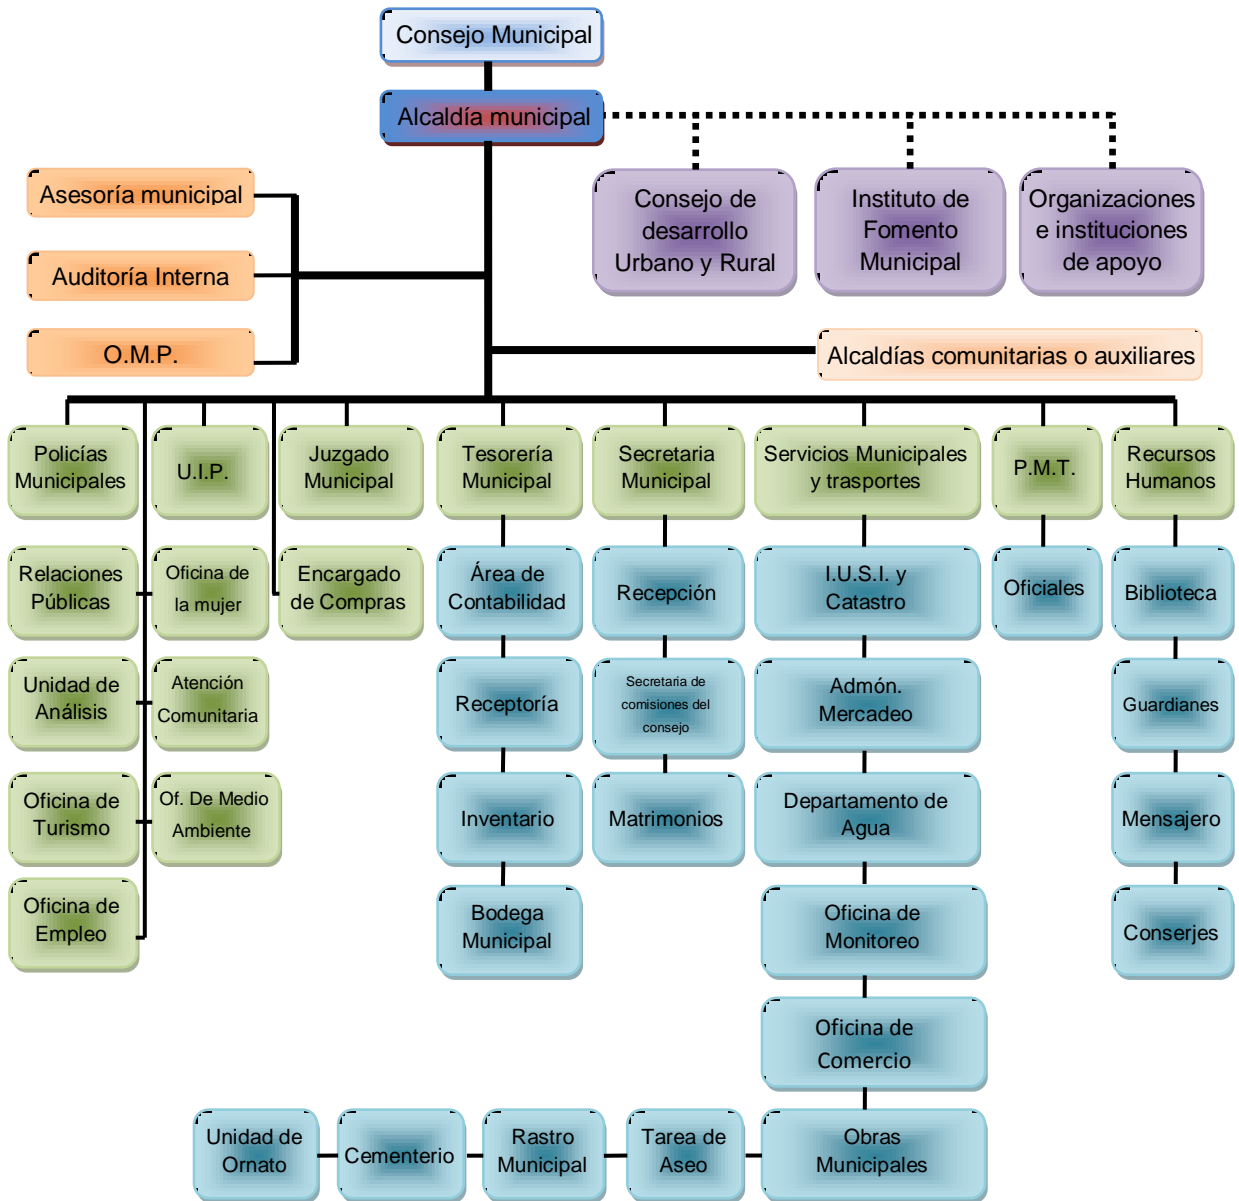 Consejo Municipal
Alcaldía municipal
Asesoría municipal
Auditoría Interna
O.M.P.
Consejo de
desarrollo
Urbano y Rural
Instituto de
Fomento
Municipal
Organizaciones
e instituciones
de apoyo
Alcaldías comunitarias o auxiliares
Policías
Municipales
U.I.P.
Juzgado
Municipal
Tesorería
Municipal
Secretaria
Municipal
Servicios Municipales
y trasportes
P.M.T.
Recursos
Humanos
Relaciones
Públicas
Oficina de
la mujer
Encargado
de Compras
Área de
Contabilidad
Recepción
I.U.S.I. y
Catastro
Oficiales
Biblioteca
Unidad de
Análisis
Atención
Comunitaria
Receptoría
Secretaria de
comisiones del
consejo
Admón.
Mercadeo
Guardianes
Oficina de
Turismo
Of. De Medio
Ambiente
Inventario
Matrimonios
Departamento de
Agua
Mensajero
Oficina de
Empleo
Bodega
Municipal
Oficina de
Monitoreo
Conserjes
Oficina de
Comercio
Unidad de
Ornato
Cementerio
Rastro
Municipal
Tarea de
Aseo
Obras
Municipales